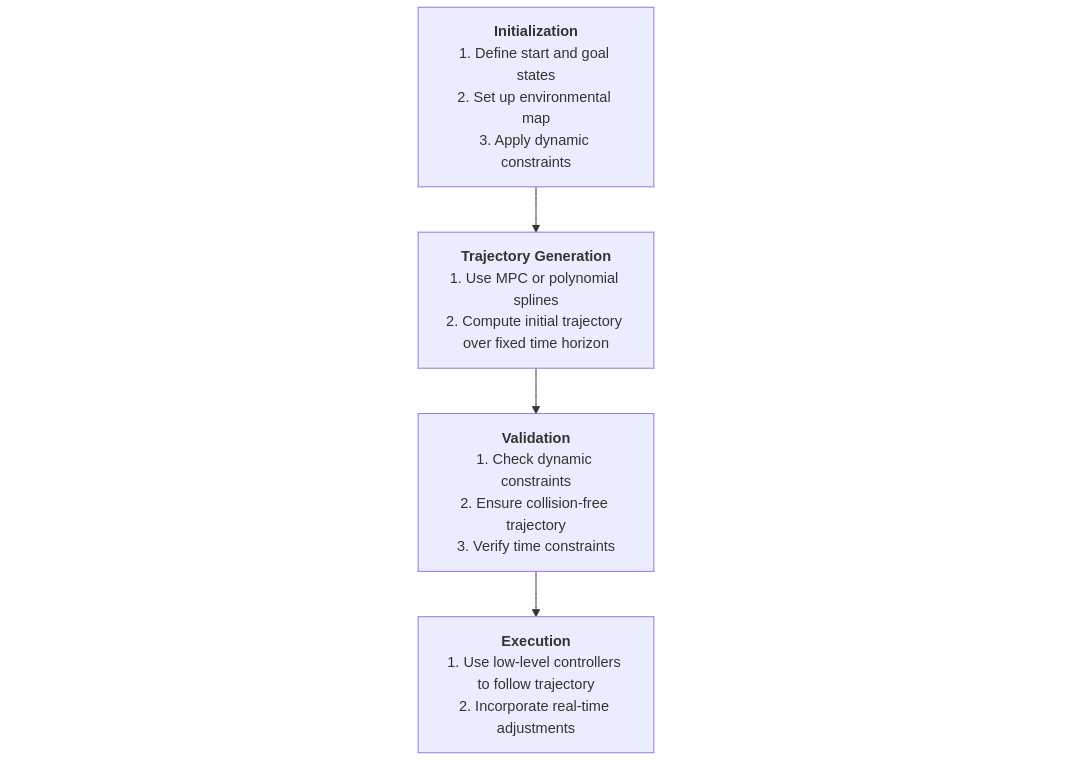 Initialization
1. Define start and goal
states
2. Set up environmental
map
3. Apply dynamic
constraints
Trajectory Generation
1. Use MPC or polynomial
splines
2. Compute initial trajectory
over fixed time horizon
Validation
1. Check dynamic
constraints
2. Ensure collision-free
trajectory
3. Verify time constraints
Execution
1. Use low-level controllers
to follow trajectory
2. Incorporate real-time
adjustments